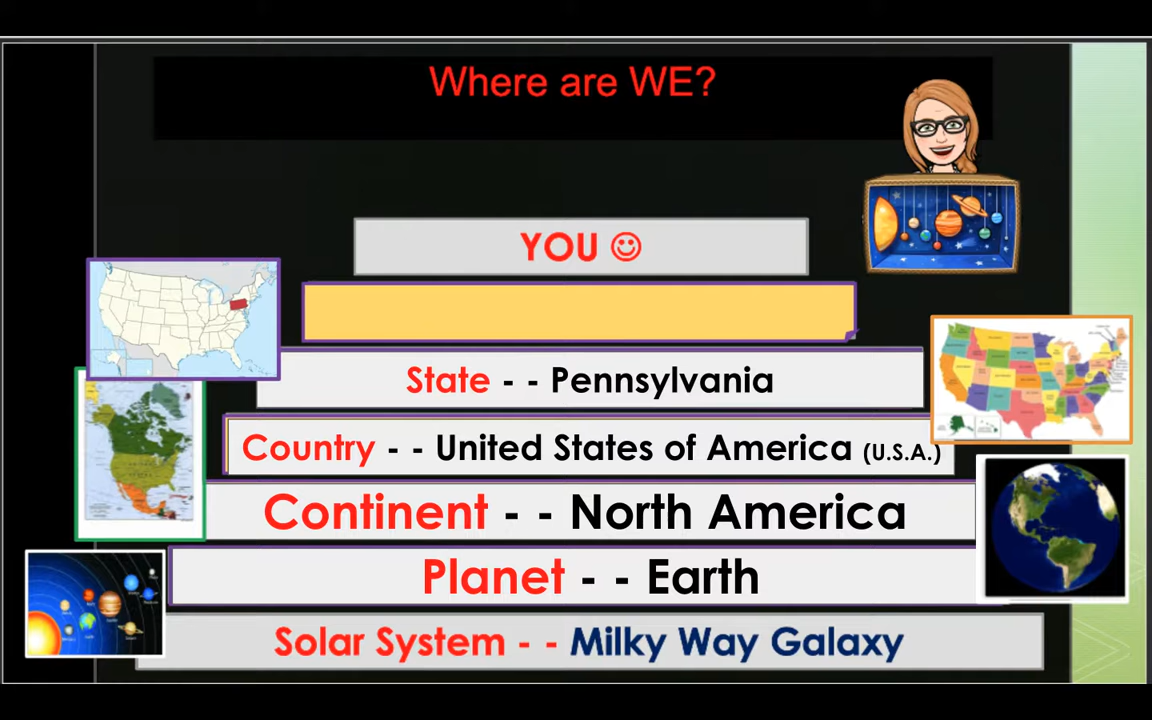 Where are WE?
YOU ☺
State - - Pennsylvania
Country - - United States of America (U.S.A.)
Continent - - North America
Planet - - Earth
Solar System - - Milky Way Galaxy